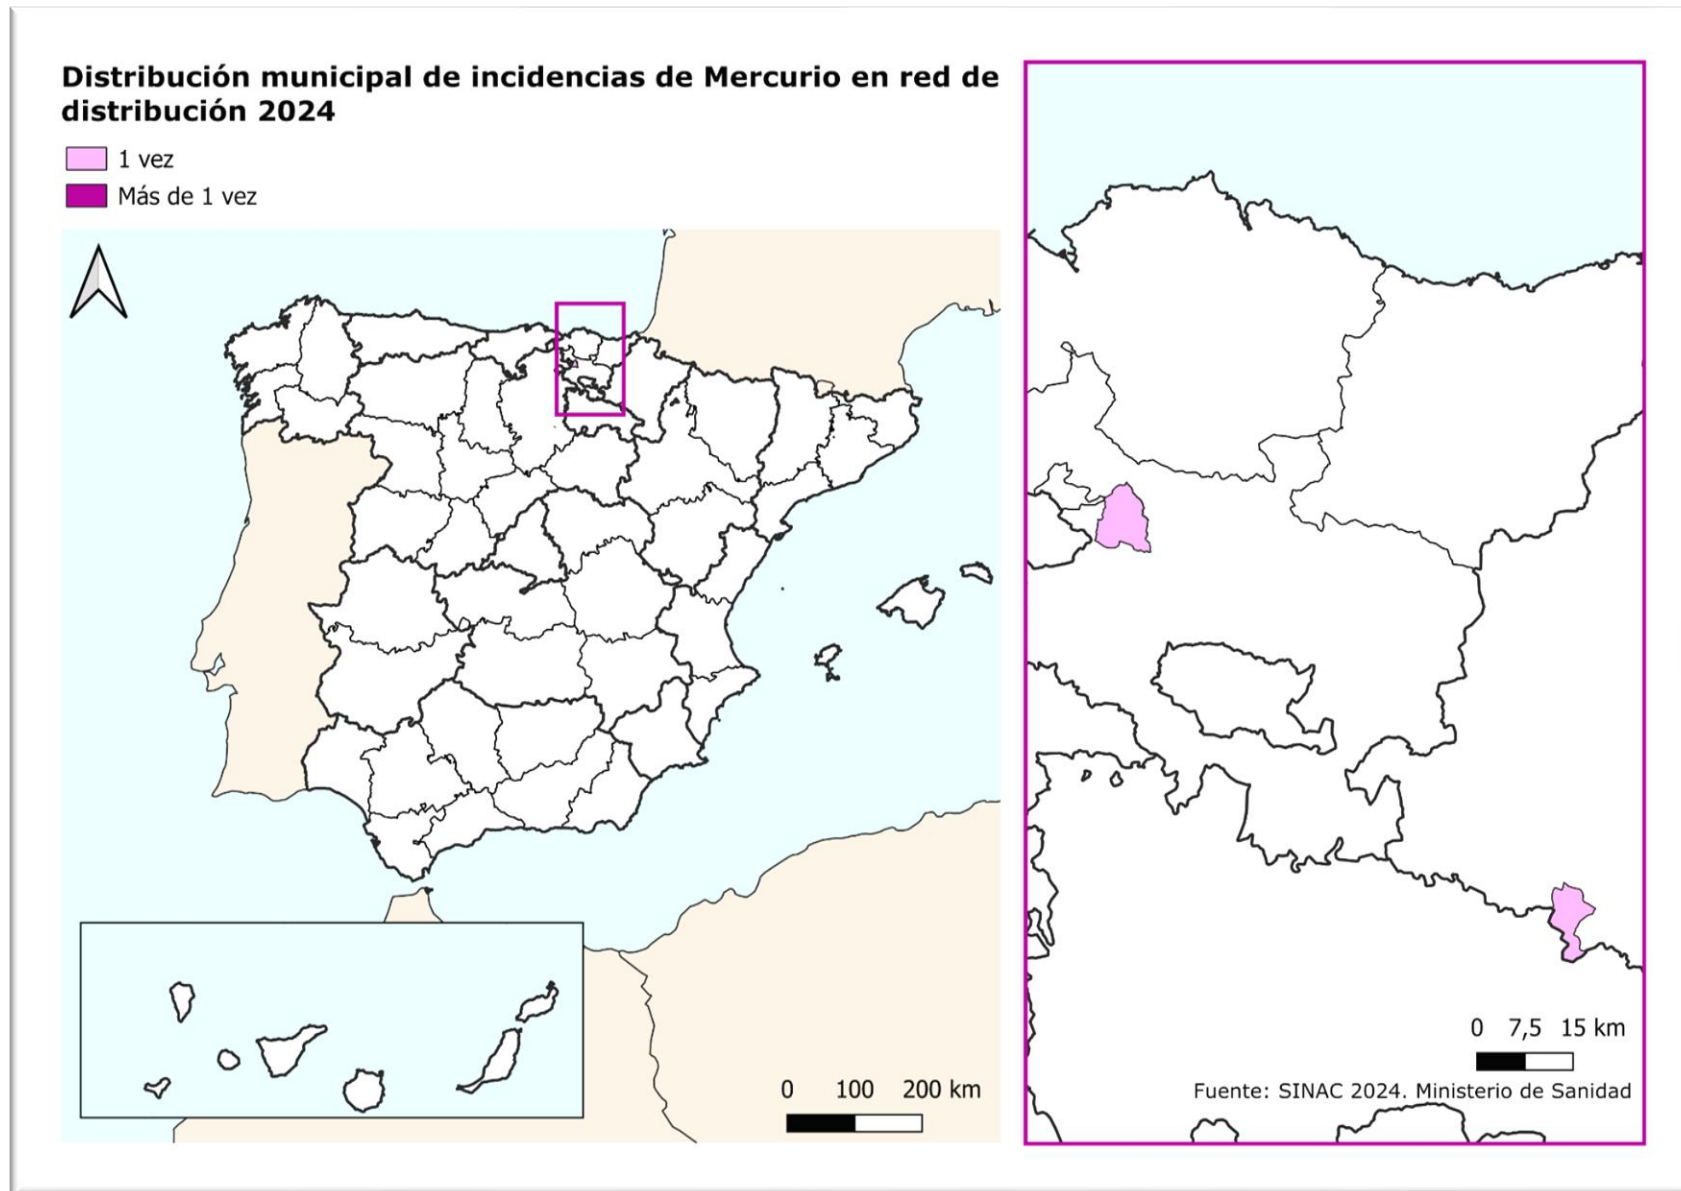 Distribución municipal de incidencias de Mercurio en red de
distribución 2024
1 vez
Más de 1 vez
0 100 200 km
0 7,5 15 km
Fuente: SINAC 2024. Ministerio de Sanidad